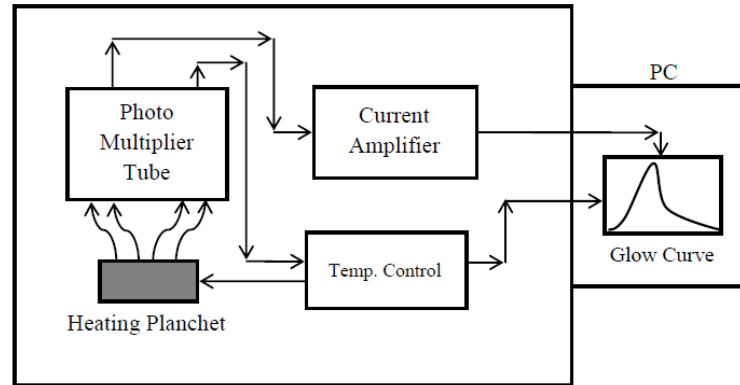 Photo
Multiplier
Tube
Current
Amplifier
PC
Glow Curve
Temp. Control
Heating Planchet